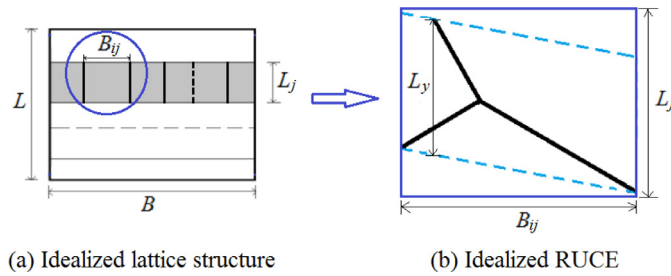 B_ij
L
L_j
B
(a) Idealized lattice structure
L_y
L_j
B_ij
(b) Idealized RUCE